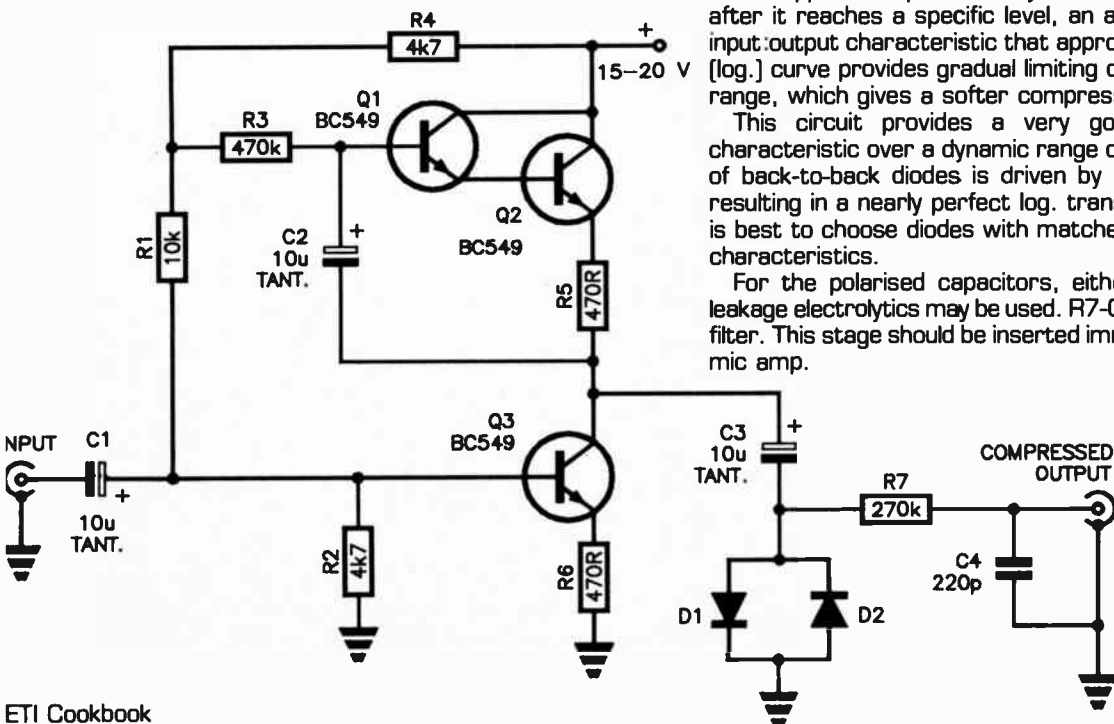 after it reaches a specific level, an a
input:output characteristic that appro
(log.) curve provides gradual limiting
range, which gives a softer compres
This circuit provides a very go
characteristic over a dynamic range
of back-to-back diodes is driven by
resulting in a nearly perfect log. tran
is best to choose diodes with matche
characteristics.
For the polarised capacitors, eith
leakage electrolytics may be used. R7-
filter. This stage should be inserted im
mic amp.
R4
4k7
+
15–20 V
Q1
BC549
R3
470k
Q2
BC549
R1
10k
C2
10u
TANT.
+
R5
470R
NPUT
C1
+
10u
TANT.
Q3
BC549
R2
4k7
R6
470R
C3
10u
TANT.
+
R7
270k
COMPRESSED
OUTPUT
C4
220p
D1
D2
ETI Cookbook